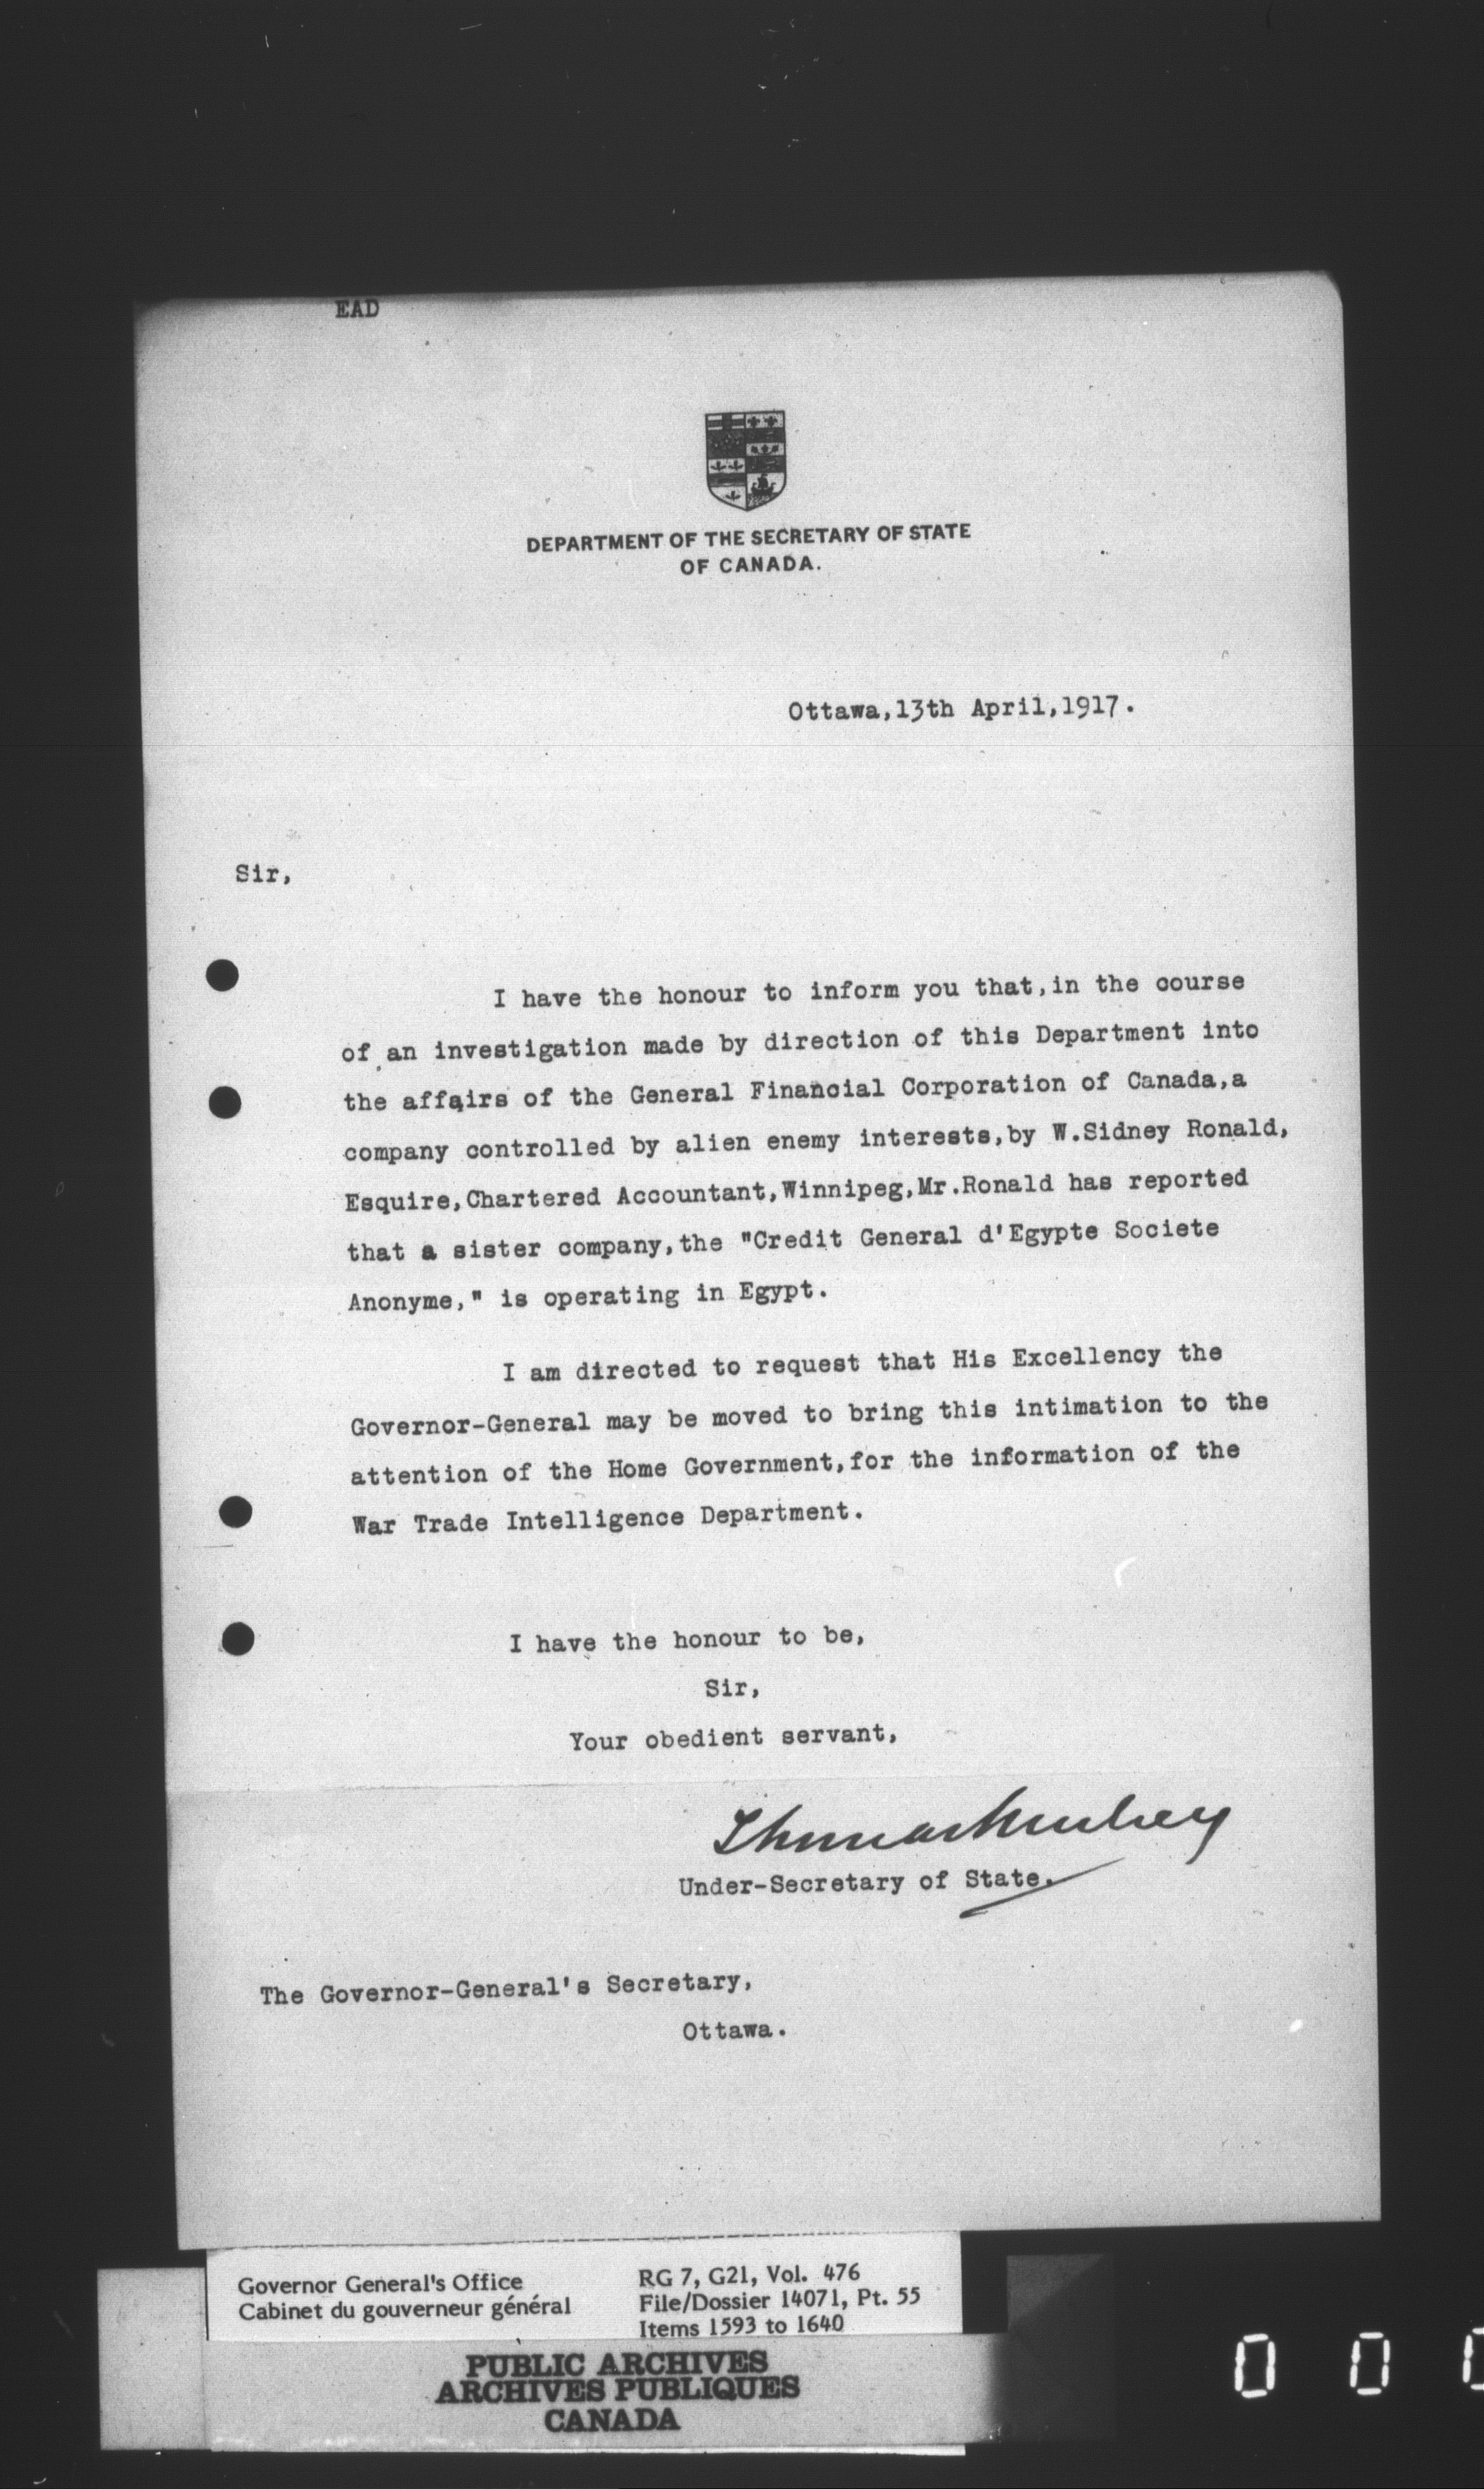 EAD
DEPARTMENT OF THE SECRETARY OF STATE
OF CANADA.
Ottawa,13th April,1917.
Sir,
I have the honour to inform you that,in the course
of an investigation made by direction of this Department into
the affairs of the General Financial Corporation of Canada,a
company controlled by alien enemy interests,by W.Sidney Ronald,
Esquire,Chartered Accountant,Winnipeg,Mr.Ronald has reported
that a sister company,the "Credit General d'Egypte Societe
Anonyme," is operating in Egypt.
I am directed to request that His Excellency the
Governor-General may be moved to bring this intimation to the
attention of the Home Government,for the information of the
War Trade Intelligence Department.
I have the honour to be,
Sir,
Your obedient servant,
Thomas Mulvey
Under-Secretary of State.
The Governor-General's Secretary,
Ottawa.
Governor General's Office
Cabinet du gouverneur général
RG 7, G21, Vol. 476
File/Dossier 14071, Pt. 55
Items 1593 to 1640
PUBLIC ARCHIVES
ARCHIVES PUBLIQUES
CANADA
0 0